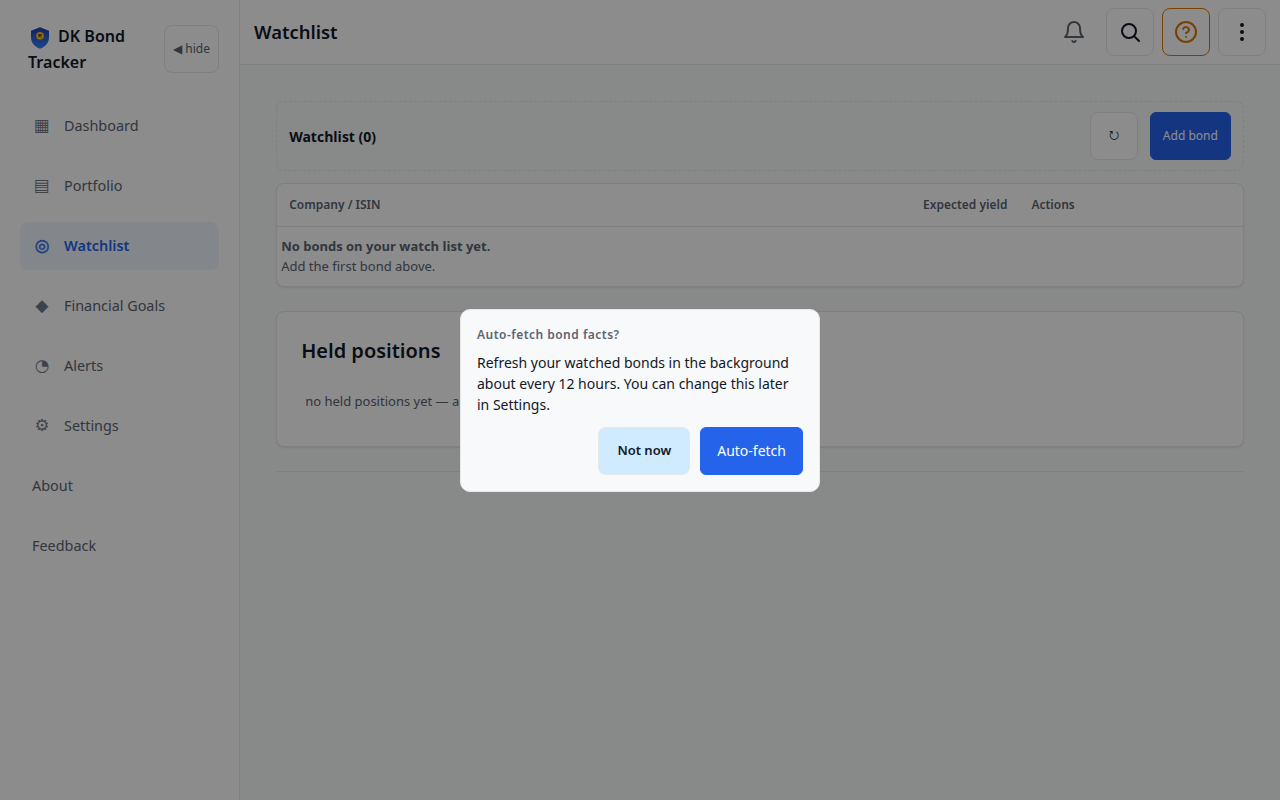 DK Bond
Tracker
◀ hide
Dashboard
Portfolio
Watchlist
Financial Goals
Alerts
Settings
About
Feedback
Watchlist
Watchlist (0)
Add bond
Company / ISIN
Expected yield
Actions
No bonds on your watch list yet.
Add the first bond above.
Held positions
no held positions yet — a
Auto-fetch bond facts?
Refresh your watched bonds in the background
about every 12 hours. You can change this later
in Settings.
Not now
Auto-fetch